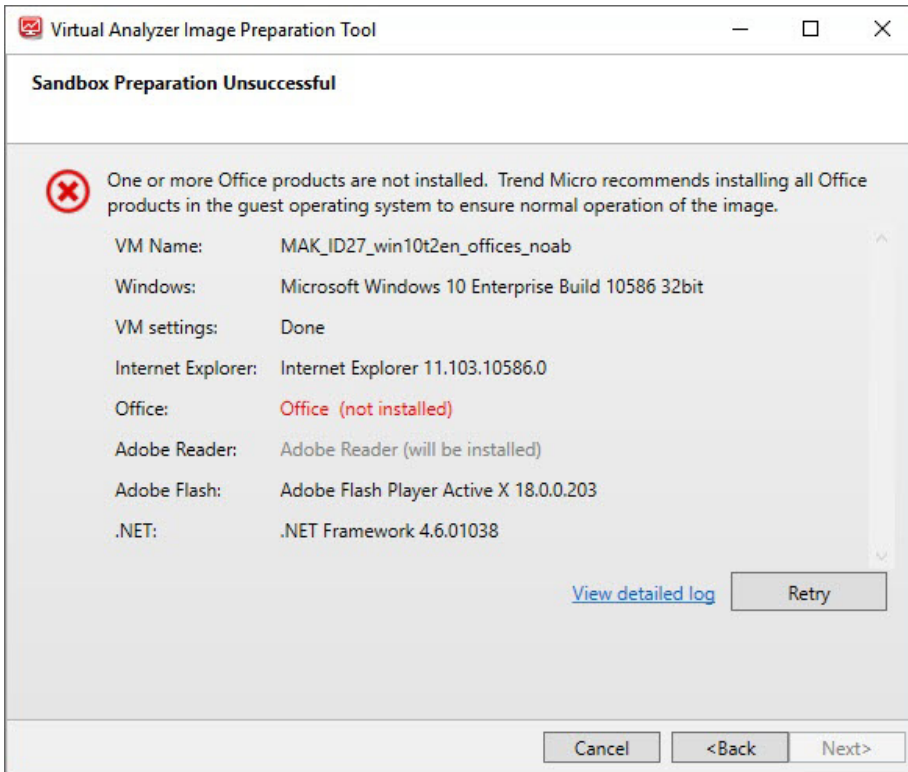 Virtual Analyzer Image Preparation Tool
Sandbox Preparation Unsuccessful
One or more Office products are not installed.  Trend Micro recommends installing all Office
products in the guest operating system to ensure normal operation of the image.
VM Name: MAK_ID27_win10t2en_offices_noab
Windows: Microsoft Windows 10 Enterprise Build 10586 32bit
VM settings: Done
Internet Explorer: Internet Explorer 11.103.10586.0
Office: Office  (not installed)
Adobe Reader: Adobe Reader (will be installed)
Adobe Flash: Adobe Flash Player Active X 18.0.0.203
.NET: .NET Framework 4.6.01038
View detailed log Retry
Cancel <Back Next>